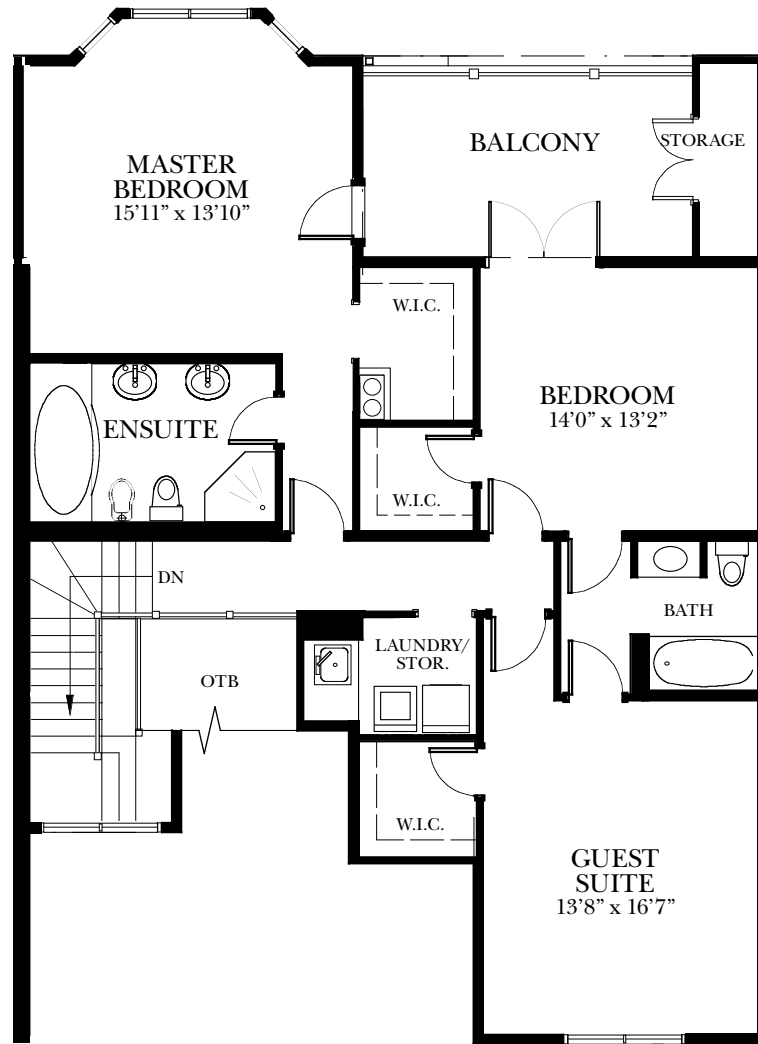 BALCONY
STORAGE
MASTER
BEDROOM
15'11" x 13'10"
W.I.C.
BEDROOM
14'0" x 13'2"
ENSUITE
W.I.C.
DN
BATH
LAUNDRY/
STOR.
OTB
W.I.C.
GUEST
SUITE
13'8" x 16'7"